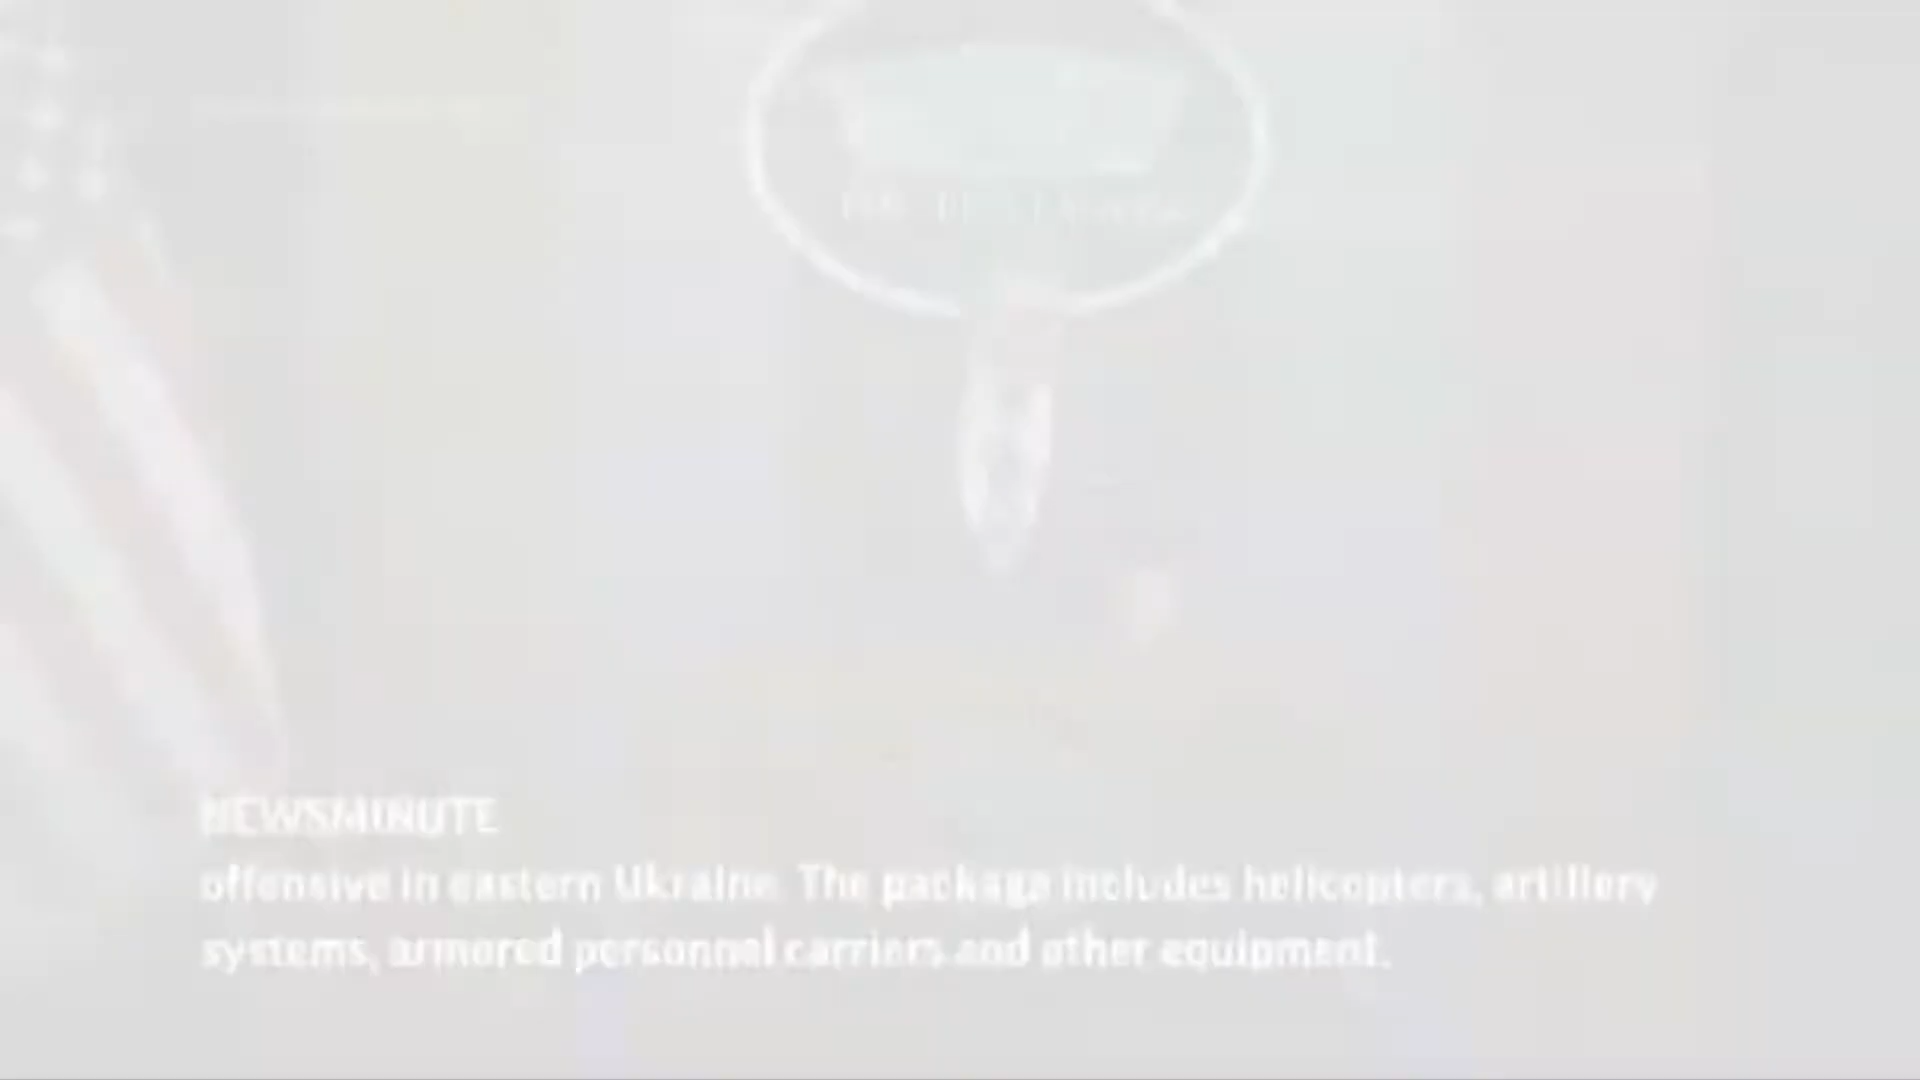 NEWSMINUTE
offensive in eastern Ukraine. The package includes helicopters, artillery
systems, armored personnel carriers and other equipment.